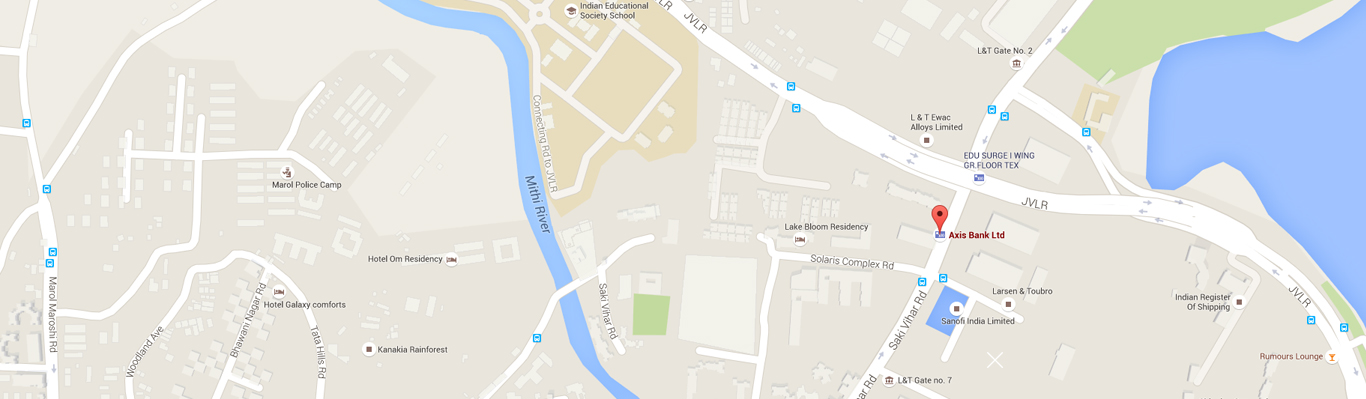 Indian Educational
Society School
JVLR
JVLR
L&T Gate No. 2
Connecting Rd to JVLR
L & T Ewac
Alloys Limited
EDU SURGE I WING
GR.FLOOR TEX
Marol Police Camp
Mithi River
JVLR
Lake Bloom Residency
Axis Bank Ltd
Hotel Om Residency
Solaris Complex Rd
Marol Maroshi Rd
Hotel Galaxy comforts
Saki Vihar Rd
Larsen & Toubro
Indian Register
Of Shipping
JVLR
Bhawani Nagar Rd
Woodland Ave
Tata Hills Rd
Saki Vihar Rd
Sanofi India Limited
Kanakia Rainforest
Rumours Lounge
L&T Gate no. 7
ar Rd